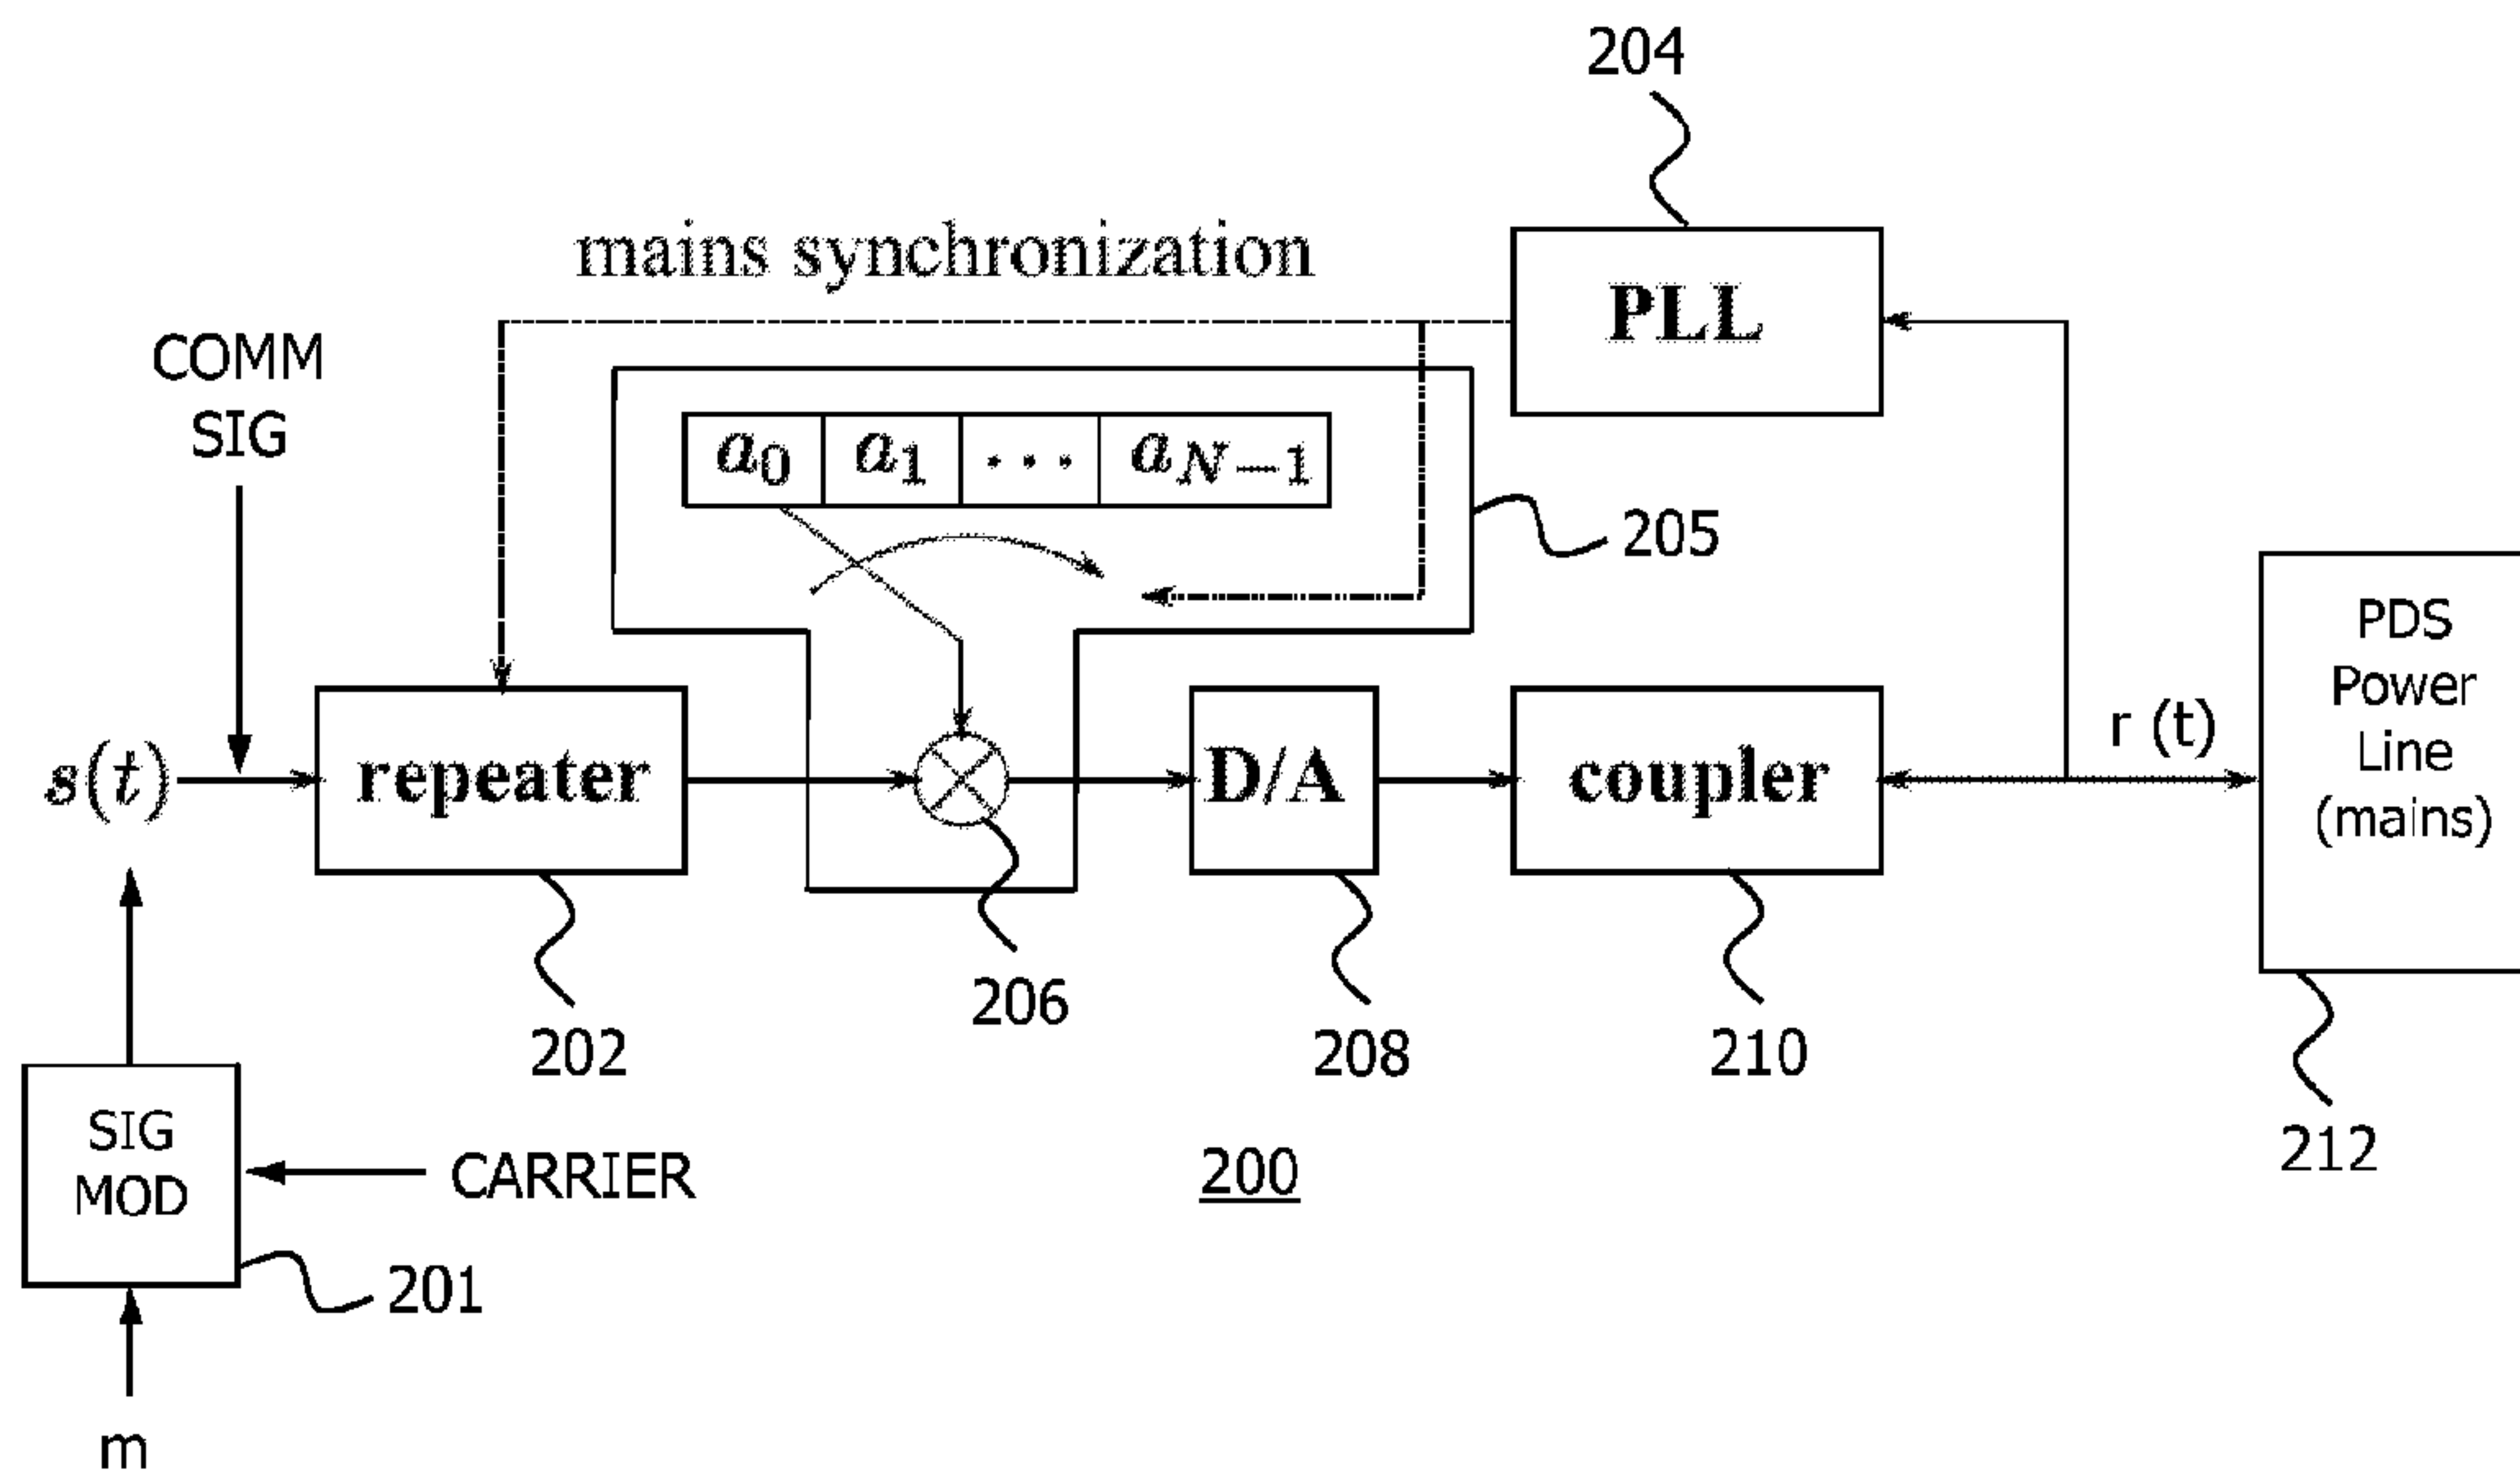 204
mains synchronization
PLL
COMM
SIG
a0 a1 ... aN−1
205
PDS
Power
Line
(mains)
r (t)
s(t)
repeater
D/A
coupler
206
202
208
210
SIG
MOD
CARRIER
200
212
201
m